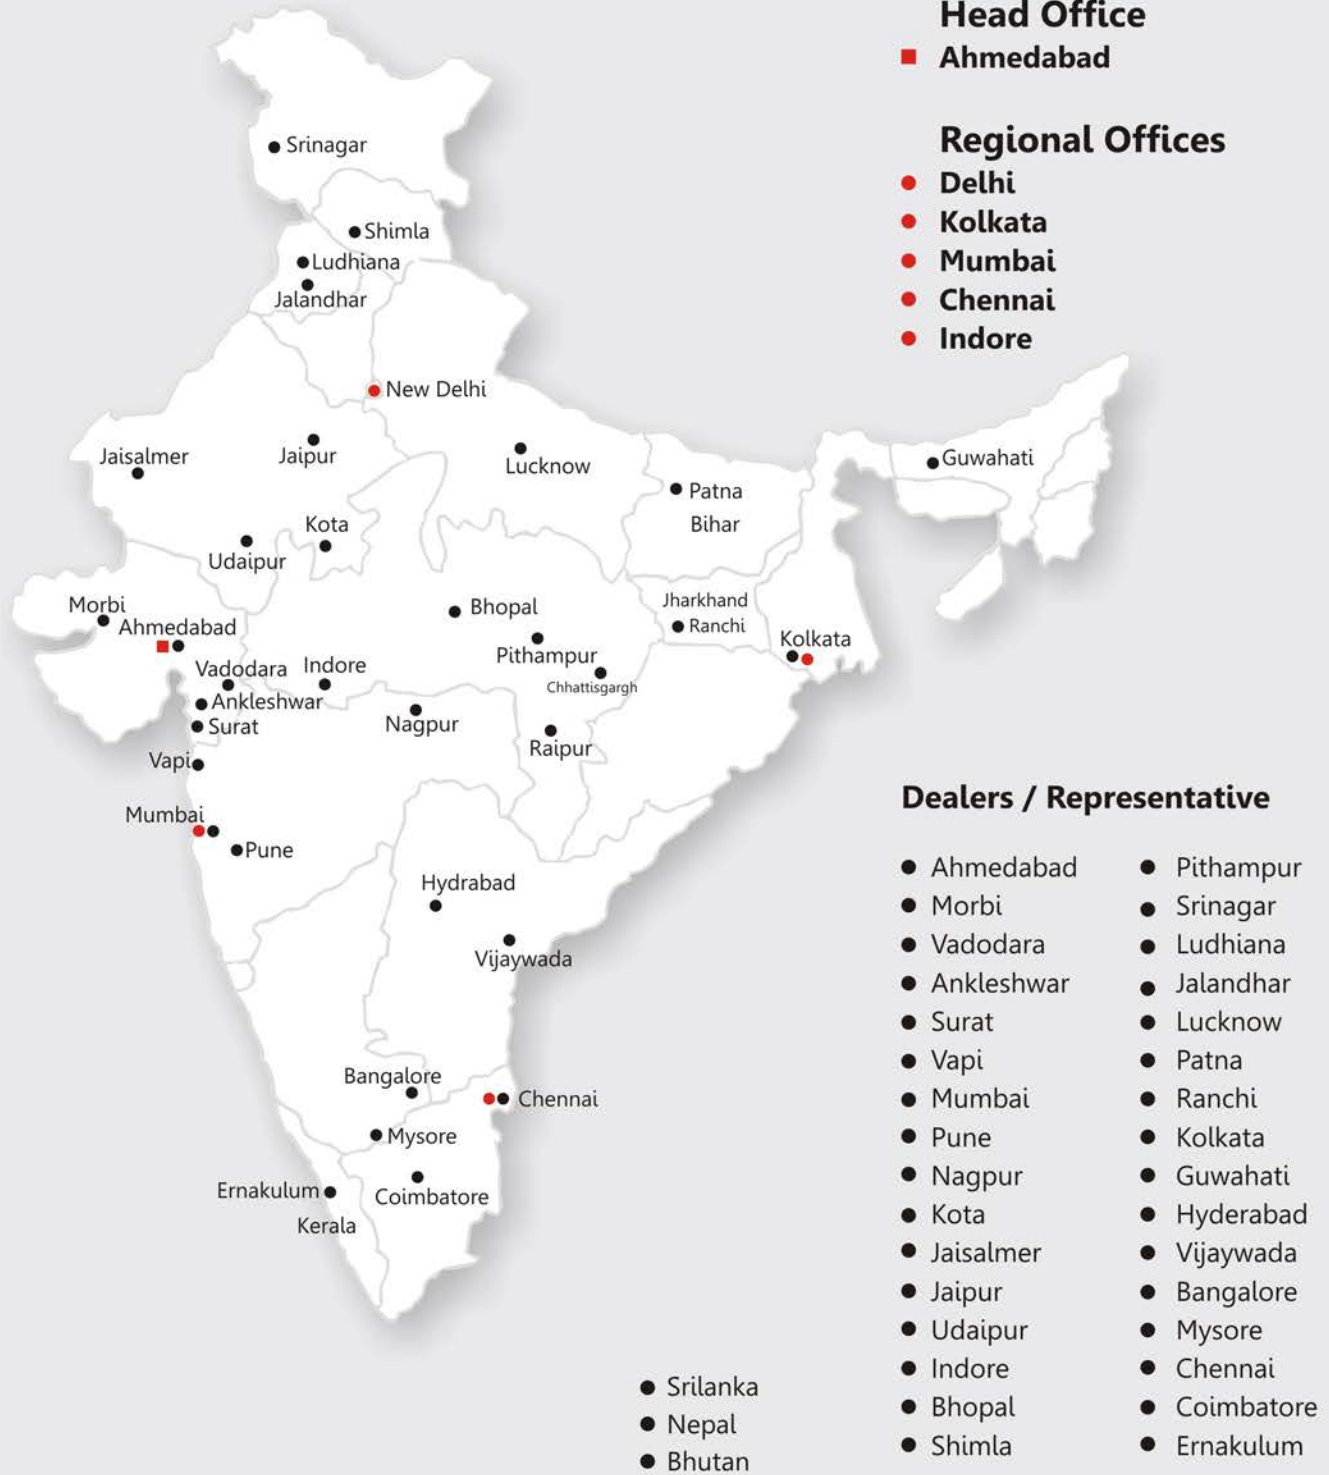 Head Office
Ahmedabad
Regional Offices
Delhi
Kolkata
Mumbai
Chennai
Indore
Srinagar
Shimla
Ludhiana
Jalandhar
New Delhi
Jaisalmer
Jaipur
Lucknow
Guwahati
Patna
Bihar
Kota
Udaipur
Morbi
Ahmedabad
Bhopal
Jharkhand
Ranchi
Kolkata
Pithampur
Chhattisgargh
Vadodara
Indore
Ankleshwar
Surat
Nagpur
Raipur
Vapi
Mumbai
Pune
Hydrabad
Vijaywada
Bangalore
Chennai
Mysore
Ernakulum
Coimbatore
Kerala
Srilanka
Nepal
Bhutan
Dealers / Representative
Ahmedabad
Morbi
Vadodara
Ankleshwar
Surat
Vapi
Mumbai
Pune
Nagpur
Kota
Jaisalmer
Jaipur
Udaipur
Indore
Bhopal
Shimla
Pithampur
Srinagar
Ludhiana
Jalandhar
Lucknow
Patna
Ranchi
Kolkata
Guwahati
Hyderabad
Vijaywada
Bangalore
Mysore
Chennai
Coimbatore
Ernakulum